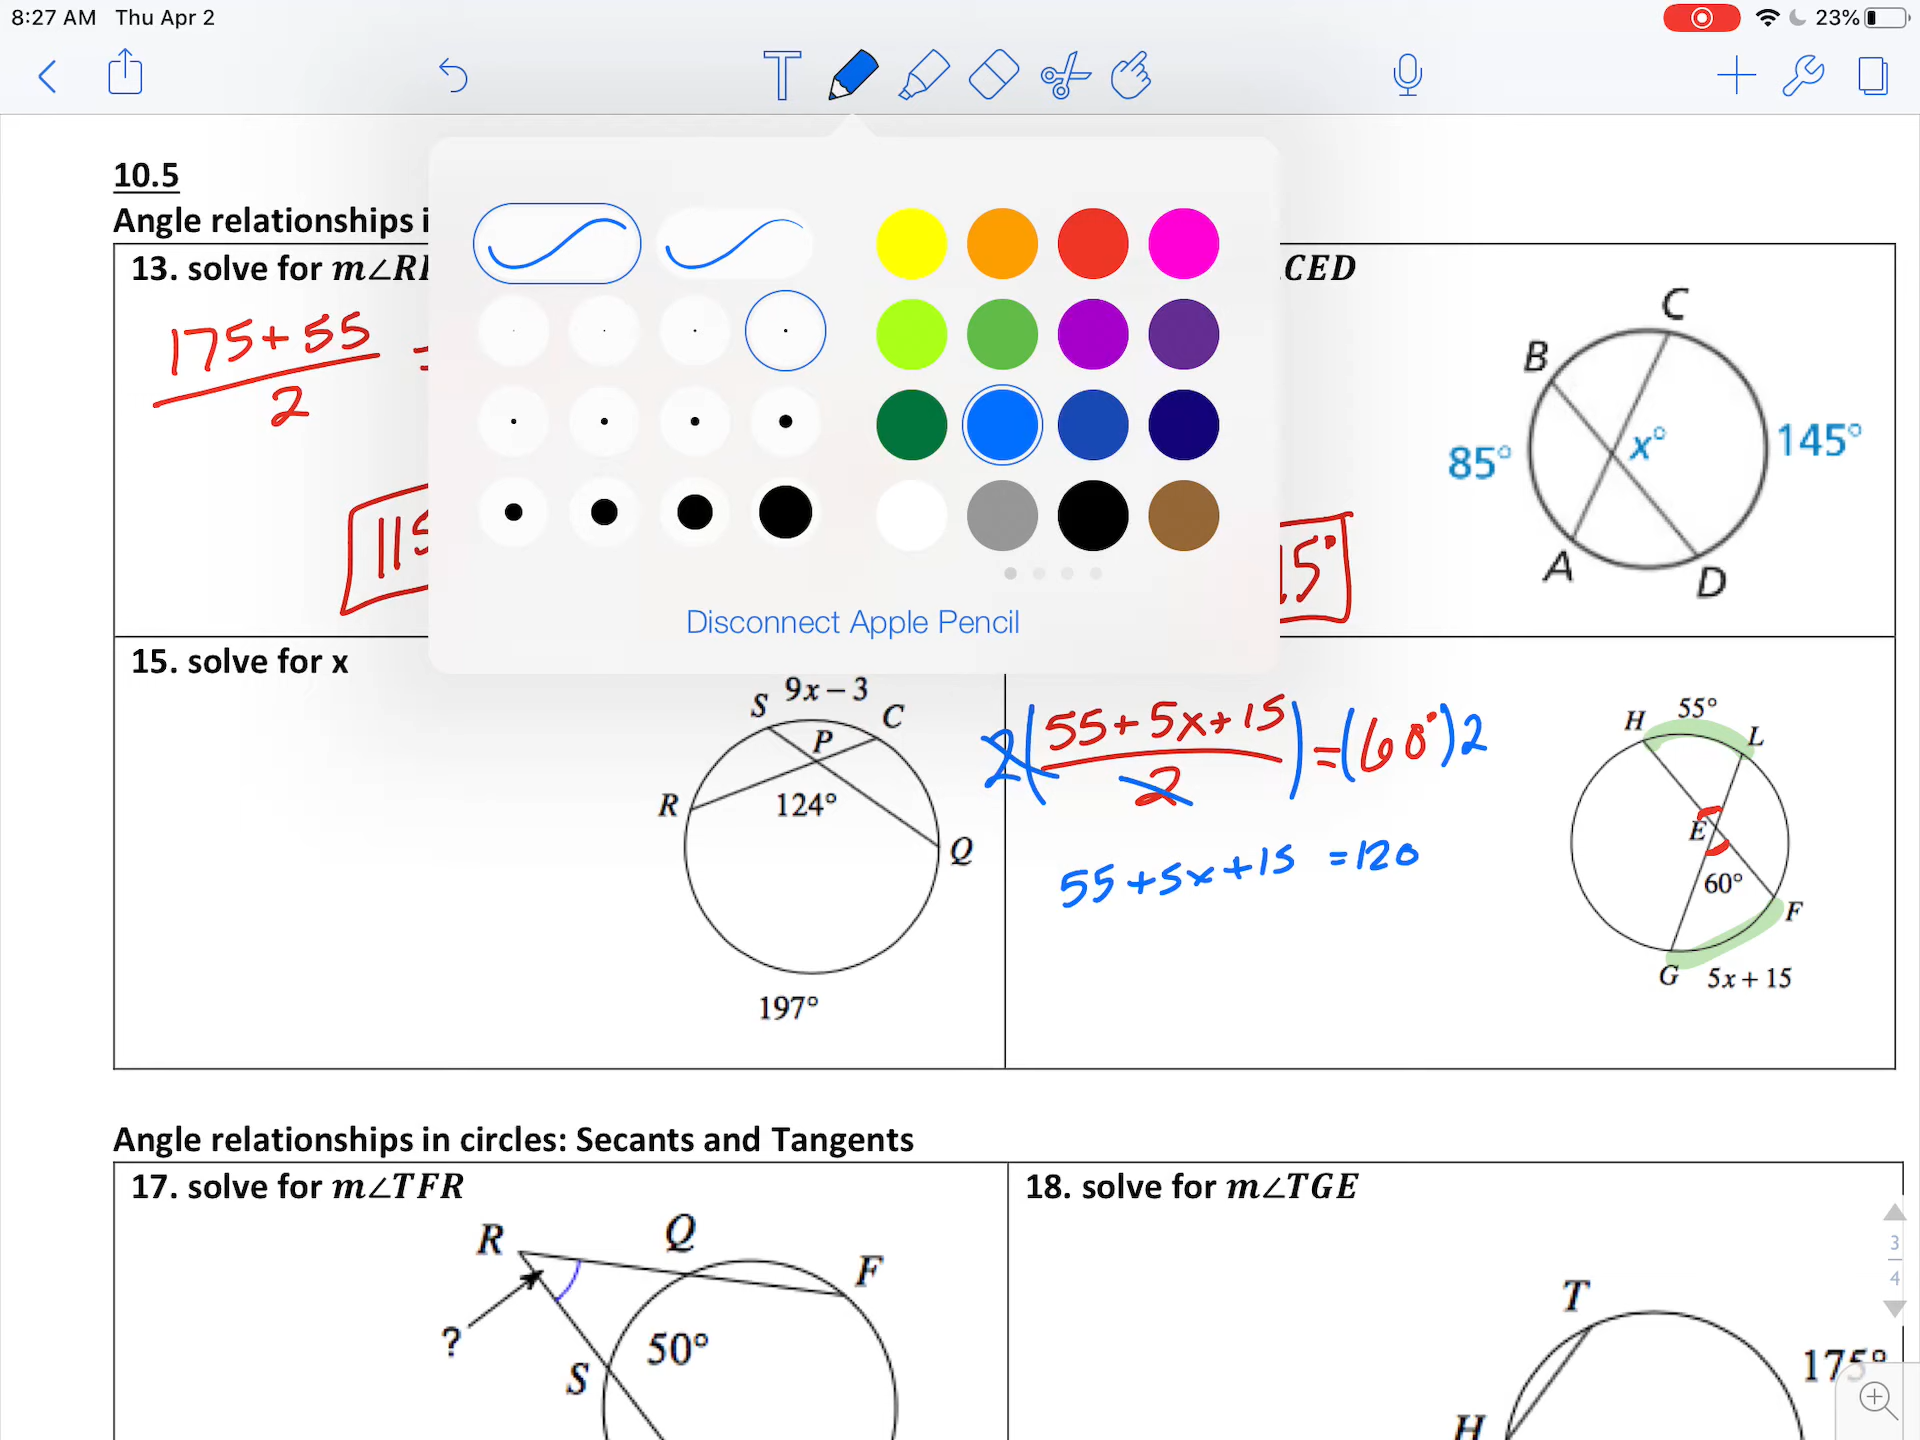 8:27 AM Thu Apr 2
23%
T
10.5
Angle relationships i
13. solve for m∠R
CED
175+55
2
=
115
15°
C
B
85°
x°
145°
A
D
Disconnect Apple Pencil
15. solve for x
S 9x – 3 C
P
R
124°
Q
197°
2(55+5x+15)=(60°)2
2
55+5x+15 =120
H 55° L
E
60°
F
G 5x + 15
Angle relationships in circles: Secants and Tangents
17. solve for m∠TFR
R
Q
F
?
50°
S
18. solve for m∠TGE
T
175°
H
3
4